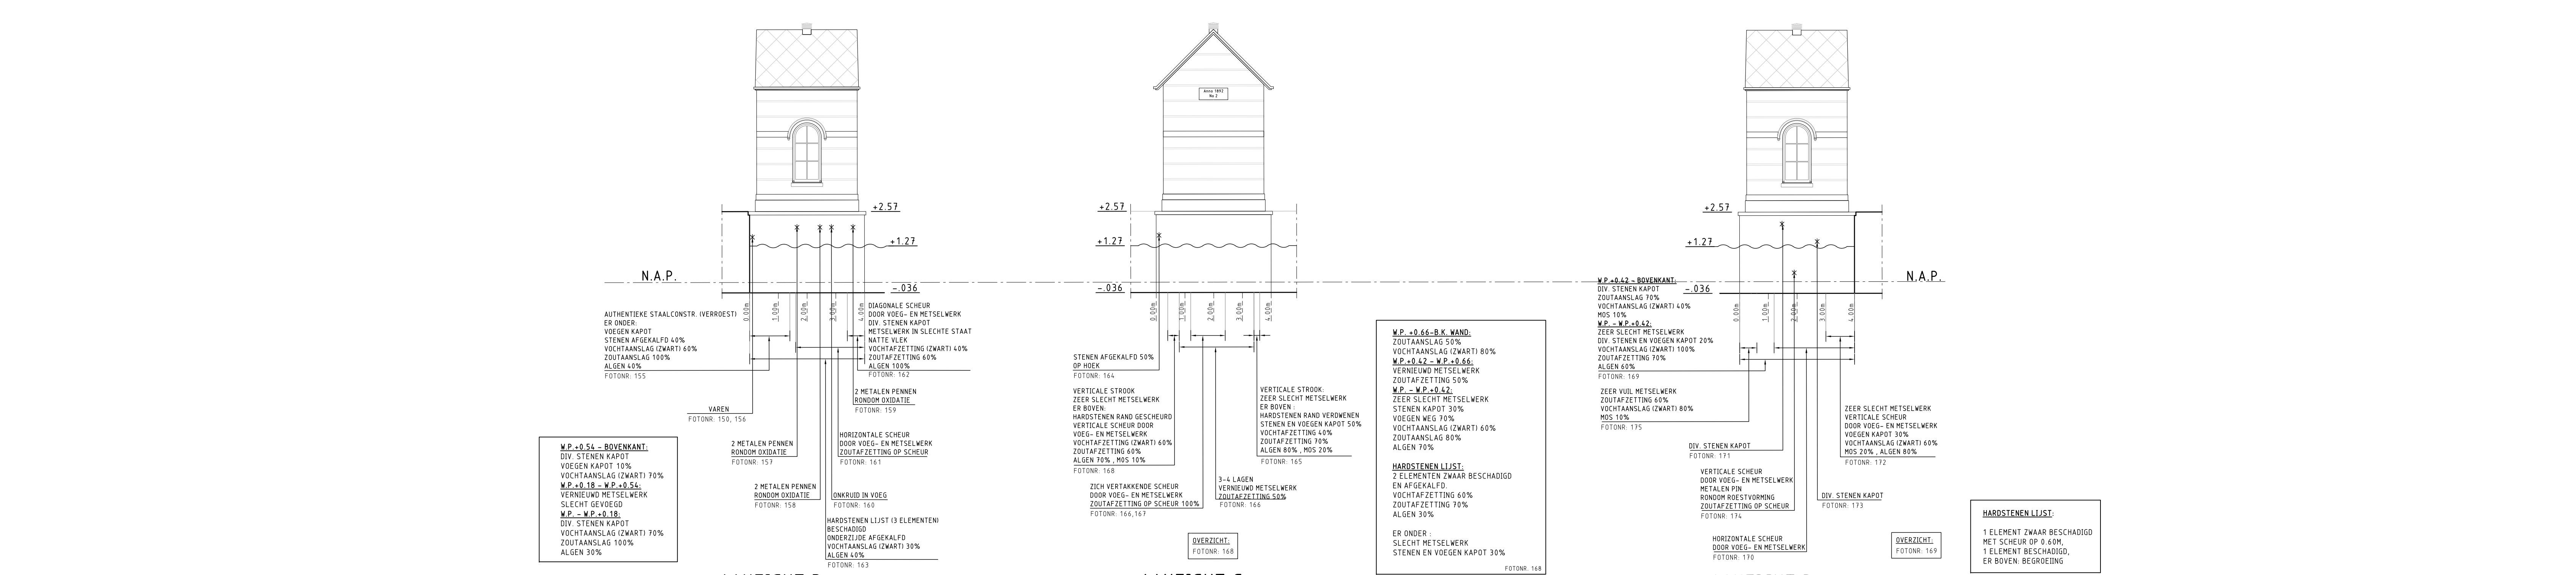 Anno 1892
No 2
+2.57
+1.27
N.A.P.
-.036
0.00m
1.00m
2.00m
3.00m
4.00m
AUTHENTIEKE STAALCONSTR. (VERROEST)
ER ONDER:
VOEGEN KAPOT
STENEN AFGEKALFD 40%
VOCHTAANSLAG (ZWART) 60%
ZOUTAANSLAG 100%
ALGEN 40%
FOTONR: 155
DIAGONALE SCHEUR
DOOR VOEG- EN METSELWERK
DIV. STENEN KAPOT
METSELWERK IN SLECHTE STAAT
NATTE VLEK
VOCHTAFZETTING (ZWART) 40%
ZOUTAFZETTING 60%
ALGEN 100%
FOTONR: 162
2 METALEN PENNEN
RONDOM OXIDATIE
FOTONR: 159
VAREN
FOTONR: 150, 156
2 METALEN PENNEN
RONDOM OXIDATIE
FOTONR: 157
HORIZONTALE SCHEUR
DOOR VOEG- EN METSELWERK
ZOUTAFZETTING OP SCHEUR
FOTONR: 161
2 METALEN PENNEN
RONDOM OXIDATIE
FOTONR: 158
ONKRUID IN VOEG
FOTONR: 160
HARDSTENEN LIJST (3 ELEMENTEN)
BESCHADIGD
ONDERZIJDE AFGEKALFD
VOCHTAANSLAG (ZWART) 30%
ALGEN 40%
FOTONR: 163
W.P.+0.54 - BOVENKANT:
DIV. STENEN KAPOT
VOEGEN KAPOT 10%
VOCHTAANSLAG (ZWART) 70%
W.P.+0.18 - W.P.+0.54:
VERNIEUWD METSELWERK
SLECHT GEVOEGD
W.P. - W.P.+0.18:
DIV. STENEN KAPOT
VOCHTAANSLAG (ZWART) 70%
ZOUTAANSLAG 100%
ALGEN 30%
+2.57
+1.27
-.036
0.00m
1.00m
2.00m
3.00m
4.00m
STENEN AFGEKALFD 50%
OP HOEK
FOTONR: 164
VERTICALE STROOK
ZEER SLECHT METSELWERK
ER BOVEN:
HARDSTENEN RAND GESCHEURD
VERTICALE SCHEUR DOOR
VOEG- EN METSELWERK
VOCHTAFZETTING (ZWART) 60%
ZOUTAFZETTING 60%
ALGEN 70% , MOS 10%
FOTONR: 168
ZICH VERTAKKENDE SCHEUR
DOOR VOEG- EN METSELWERK
ZOUTAFZETTING OP SCHEUR 100%
FOTONR: 166,167
3-4 LAGEN
VERNIEUWD METSELWERK
ZOUTAFZETTING 50%
FOTONR: 166
VERTICALE STROOK:
ZEER SLECHT METSELWERK
ER BOVEN :
HARDSTENEN RAND VERDWENEN
STENEN EN VOEGEN KAPOT 50%
VOCHTAFZETTING 40%
ZOUTAFZETTING 70%
ALGEN 80% , MOS 20%
FOTONR: 165
OVERZICHT:
FOTONR: 168
W.P. +0.66-B.K. WAND:
ZOUTAANSLAG 50%
VOCHTAANSLAG (ZWART) 80%
W.P.+0.42 - W.P.+0.66:
VERNIEUWD METSELWERK
ZOUTAFZETTING 50%
W.P. - W.P.+0.42:
ZEER SLECHT METSELWERK
STENEN KAPOT 30%
VOEGEN WEG 70%
VOCHTAANSLAG (ZWART) 60%
ZOUTAANSLAG 80%
ALGEN 70%
HARDSTENEN LIJST:
2 ELEMENTEN ZWAAR BESCHADIGD
EN AFGEKALFD.
VOCHTAFZETTING 60%
ZOUTAFZETTING 70%
ALGEN 30%
ER ONDER :
SLECHT METSELWERK
STENEN EN VOEGEN KAPOT 30%
FOTONR: 168
+2.57
+1.27
N.A.P.
-.036
0.00m
1.00m
2.00m
3.00m
4.00m
W.P.+0.42 - BOVENKANT:
DIV. STENEN KAPOT
ZOUTAANSLAG 70%
VOCHTAANSLAG (ZWART) 40%
MOS 10%
W.P. - W.P.+0.42:
ZEER SLECHT METSELWERK
DIV. STENEN EN VOEGEN KAPOT 20%
VOCHTAANSLAG (ZWART) 100%
ZOUTAFZETTING 70%
ALGEN 60%
FOTONR: 169
ZEER VUIL METSELWERK
ZOUTAFZETTING 60%
VOCHTAANSLAG (ZWART) 80%
MOS 10%
FOTONR: 175
DIV. STENEN KAPOT
FOTONR: 171
VERTICALE SCHEUR
DOOR VOEG- EN METSELWERK
METALEN PIN
RONDOM ROESTVORMING
ZOUTAFZETTING OP SCHEUR
FOTONR: 174
HORIZONTALE SCHEUR
DOOR VOEG- EN METSELWERK
FOTONR: 170
ZEER SLECHT METSELWERK
VERTICALE SCHEUR
DOOR VOEG- EN METSELWERK
VOEGEN KAPOT 30%
VOCHTAANSLAG (ZWART) 60%
MOS 20% , ALGEN 80%
FOTONR: 172
DIV. STENEN KAPOT
FOTONR: 173
OVERZICHT:
FOTONR: 169
HARDSTENEN LIJST:
1 ELEMENT ZWAAR BESCHADIGD
MET SCHEUR OP 0.60M,
1 ELEMENT BESCHADIGD,
ER BOVEN: BEGROEIING